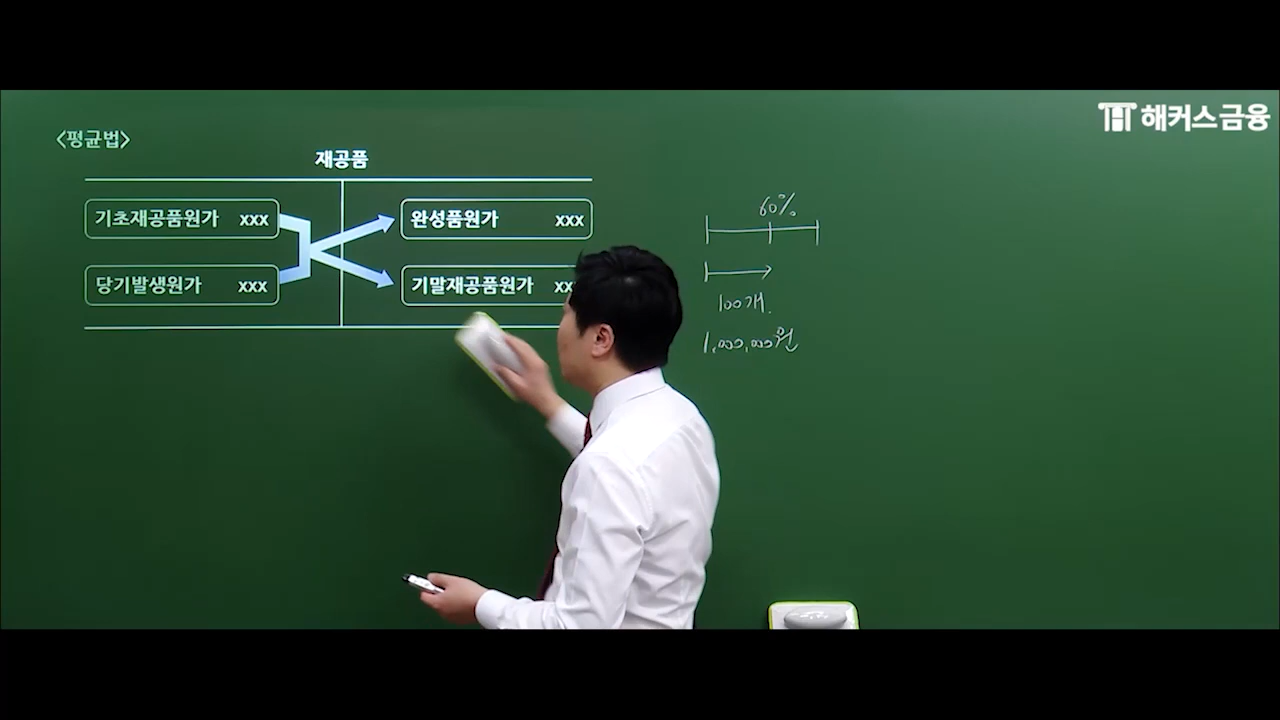 해커스금융
<평균법>
재공품
기초재공품원가 xxx
완성품원가 xxx
당기발생원가 xxx
기말재공품원가 xx
60%
100개.
1,000,000원